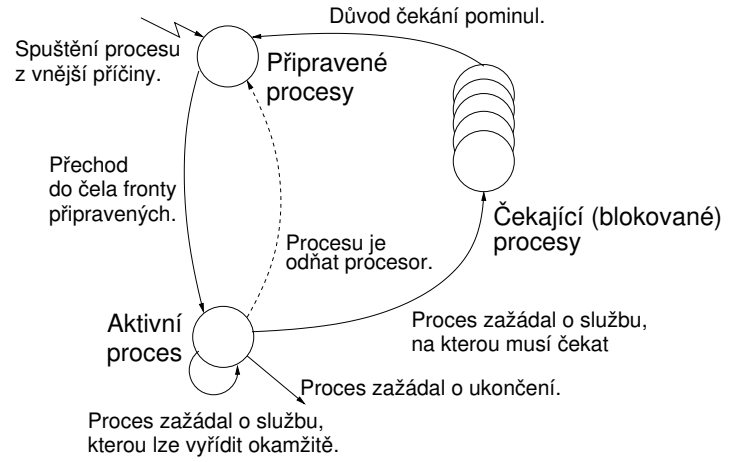 Důvod čekání pominul.
Spuštění procesu
z vnější příčiny.
Připravené
procesy
Přechod
do čela fronty
připravených.
Čekající (blokované)
procesy
Procesu je
odňat procesor.
Aktivní
proces
Proces zažádal o službu,
na kterou musí čekat
Proces zažádal o ukončení.
Proces zažádal o službu,
kterou lze vyřídit okamžitě.